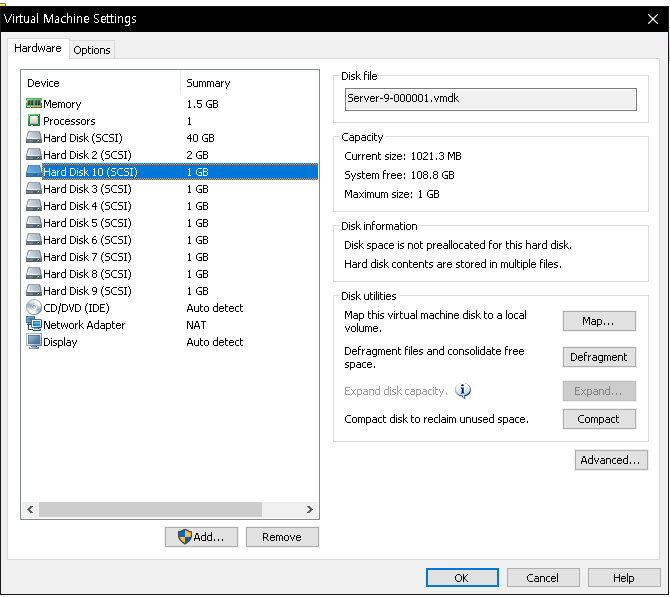 Virtual Machine Settings
Hardware
Options
Device Summary
Memory 1.5 GB
Processors 1
Hard Disk (SCSI) 40 GB
Hard Disk 2 (SCSI) 2 GB
Hard Disk 10 (SCSI) 1 GB
Hard Disk 3 (SCSI) 1 GB
Hard Disk 4 (SCSI) 1 GB
Hard Disk 5 (SCSI) 1 GB
Hard Disk 6 (SCSI) 1 GB
Hard Disk 7 (SCSI) 1 GB
Hard Disk 8 (SCSI) 1 GB
Hard Disk 9 (SCSI) 1 GB
CD/DVD (IDE) Auto detect
Network Adapter NAT
Display Auto detect
Add...
Remove
Disk file
Server-9-000001.vmdk
Capacity
Current size: 1021.3 MB
System free: 108.8 GB
Maximum size: 1 GB
Disk information
Disk space is not preallocated for this hard disk.
Hard disk contents are stored in multiple files.
Disk utilities
Map this virtual machine disk to a local
volume.
Map...
Defragment files and consolidate free
space.
Defragment
Expand disk capacity.
Expand...
Compact disk to reclaim unused space.
Compact
Advanced...
OK
Cancel
Help